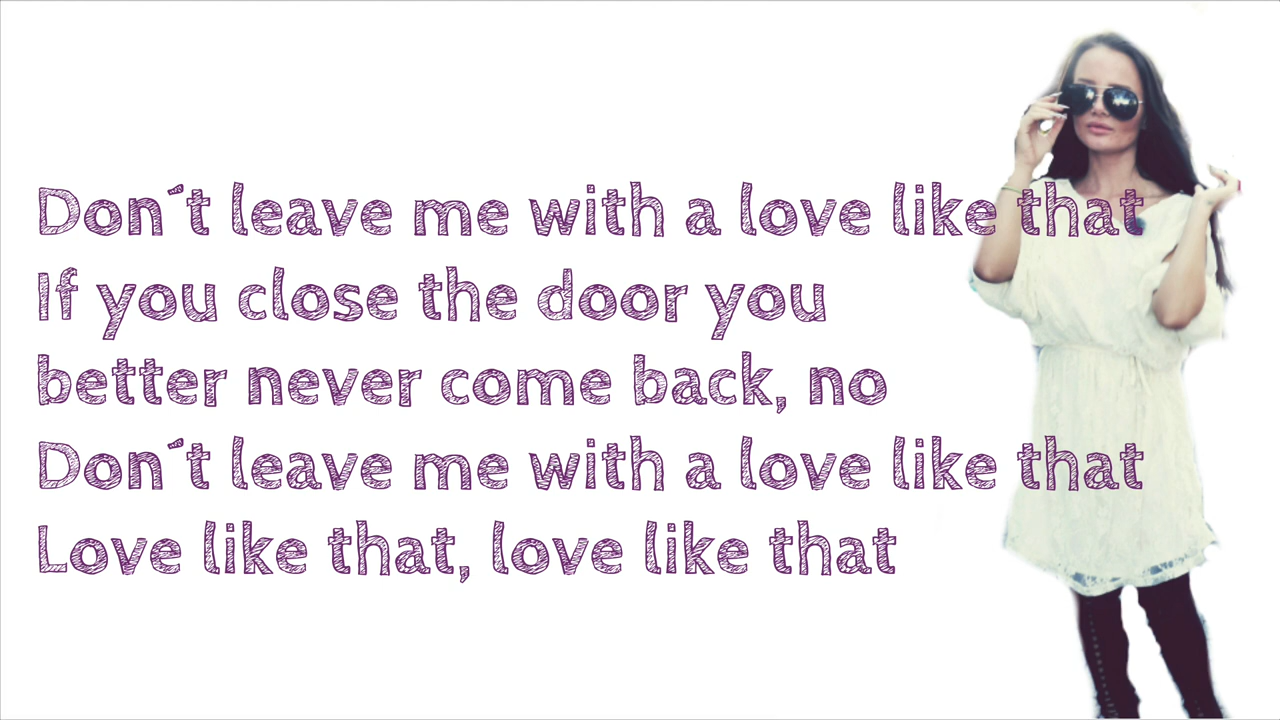 Don´t leave me with a love like that
If you close the door you
better never come back, no
Don´t leave me with a love like that
Love like that, love like that